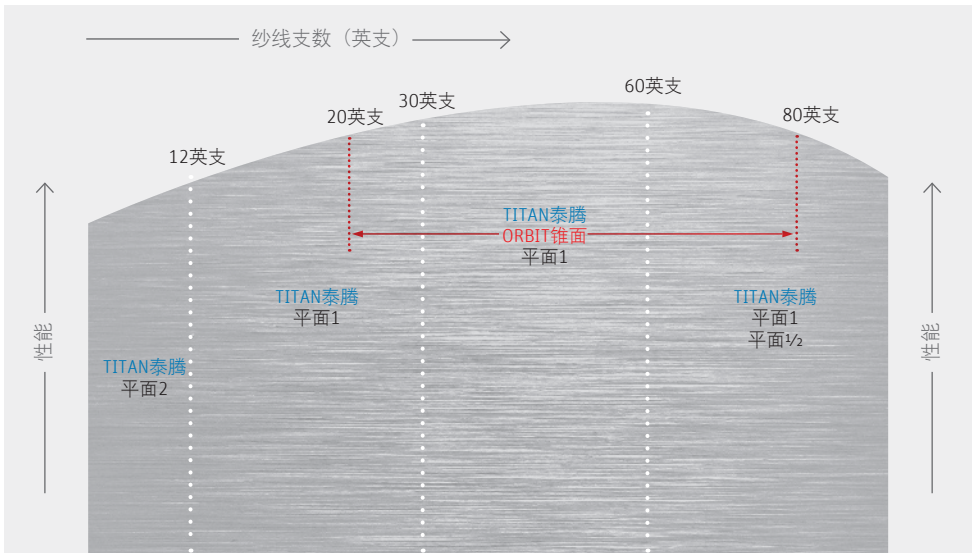 纱线支数（英支）
12英支
20英支
30英支
60英支
80英支
TITAN泰腾
ORBIT锥面
平面1
TITAN泰腾
平面1
TITAN泰腾
平面1
平面½
TITAN泰腾
平面2
性能
性能